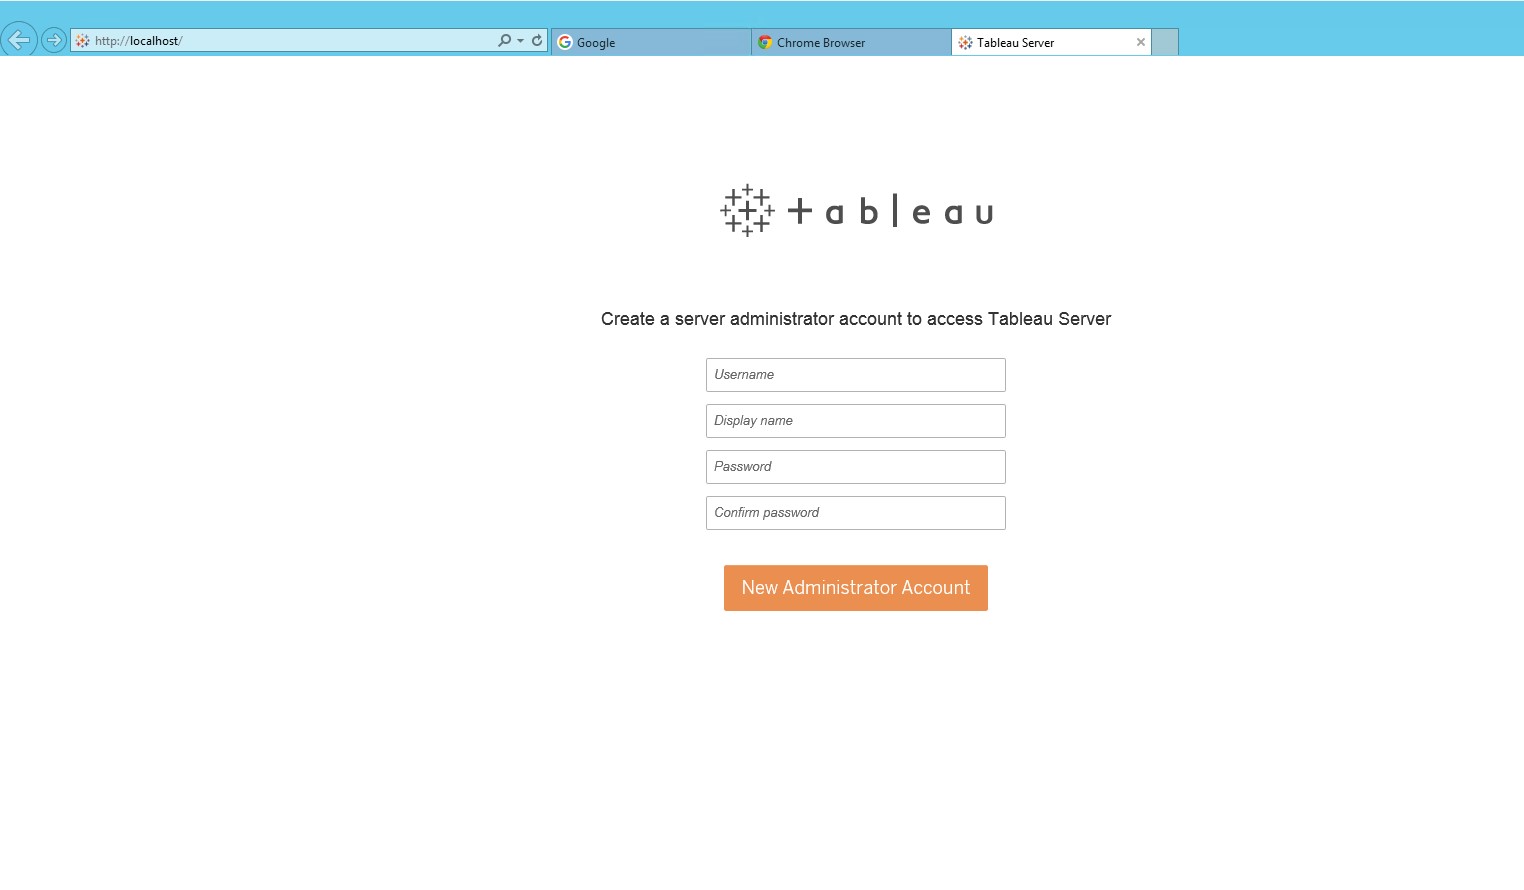 http://localhost/
Google
Chrome Browser
Tableau Server
+ableau
Create a server administrator account to access Tableau Server
Username
Display name
Password
Confirm password
New Administrator Account